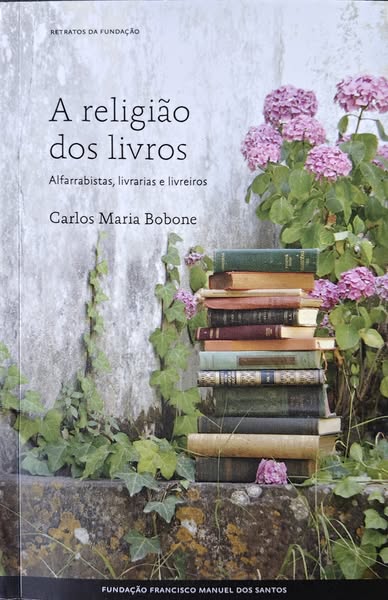 RETRATOS DA FUNDAÇÃO
A religião
dos livros
Alfarrabistas, livrarias e livreiros
Carlos Maria Bobone
FUNDAÇÃO FRANCISCO MANUEL DOS SANTOS